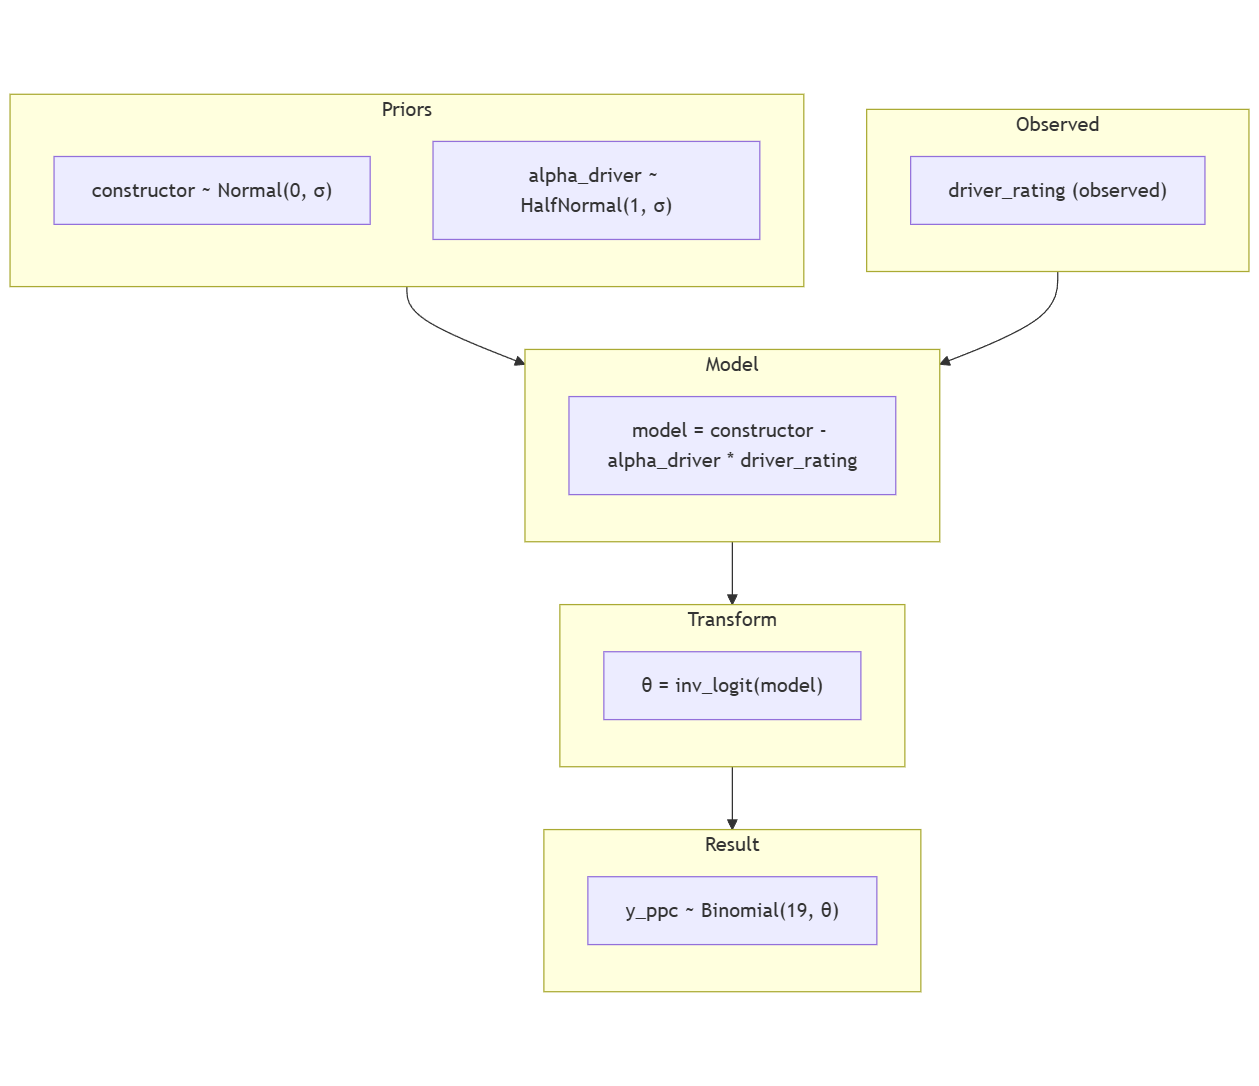 Priors
constructor ~ Normal(0, σ)
alpha_driver ~
HalfNormal(1, σ)
Observed
driver_rating (observed)
Model
model = constructor -
alpha_driver * driver_rating
Transform
θ = inv_logit(model)
Result
y_ppc ~ Binomial(19, θ)